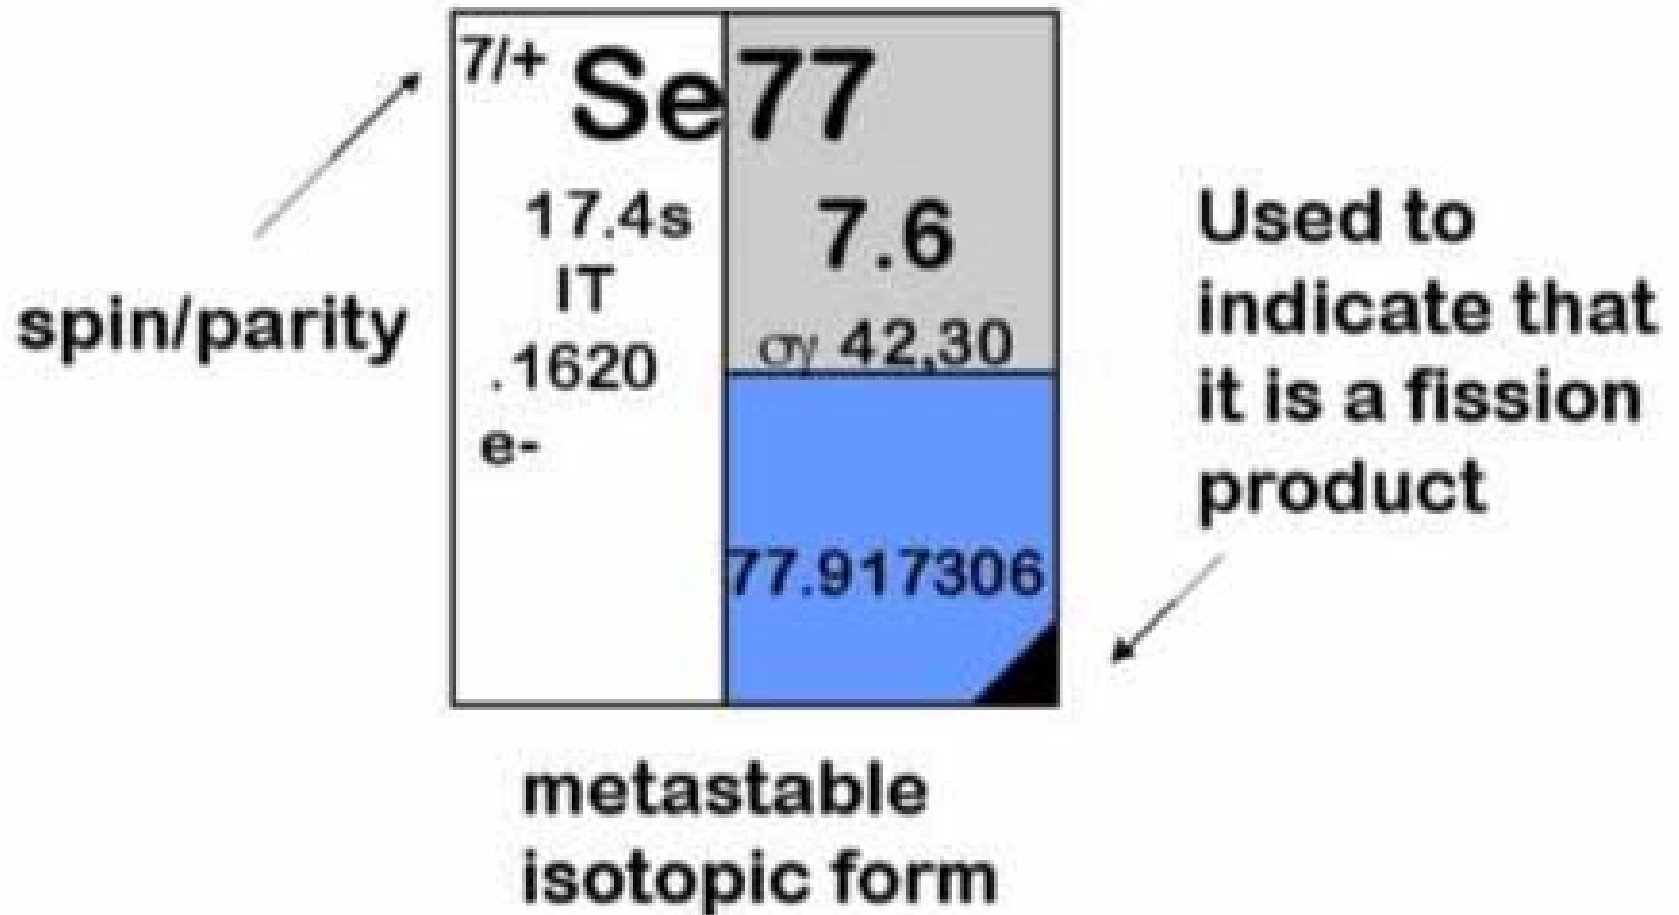 7/+ Se77
17.4s
IT
.1620
e-
7.6
σγ 42,30
77.917306
spin/parity
Used to
indicate that
it is a fission
product
metastable
isotopic form